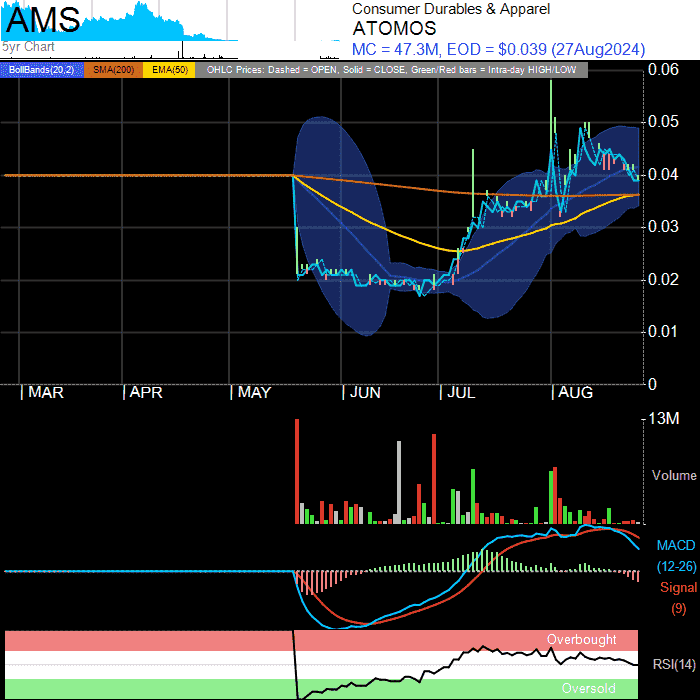 AMS
Consumer Durables & Apparel
ATOMOS
5yr Chart
MC = 47.3M, EOD = $0.039 (27Aug2024)
BollBands(20,2) SMA(200) EMA(50) OHLC Prices: Dashed = OPEN, Solid = CLOSE, Green/Red bars = Intra-day HIGH/LOW
0.06
0.05
0.04
0.03
0.02
0.01
0
| MAR | APR | MAY | JUN | JUL | AUG
13M
Volume
MACD
(12-26)
Signal
(9)
Overbought
RSI(14)
Oversold